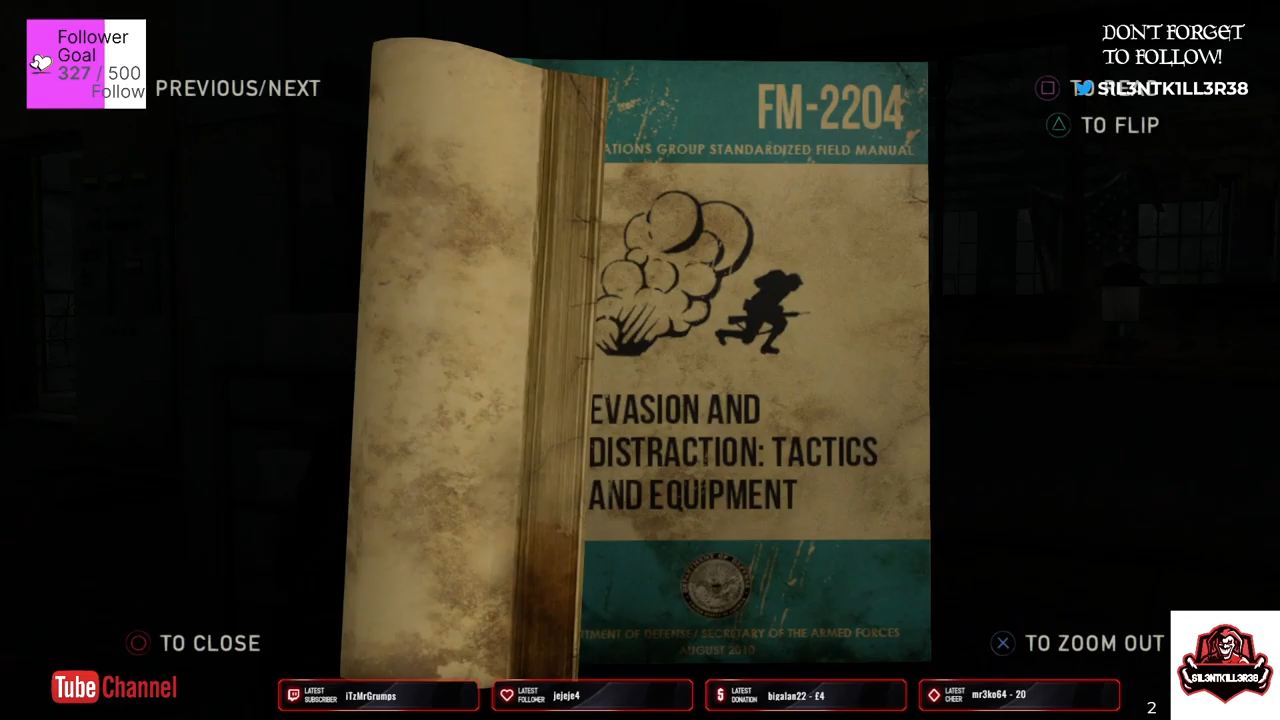 Follower
Goal
327 / 500
Follow
PREVIOUS/NEXT
DON'T FORGET
TO FOLLOW!
S1L3NTK1LL3R38
TO FLIP
FM-2204
ATIONS GROUP STANDARDIZED FIELD MANUAL
EVASION AND
DISTRACTION: TACTICS
AND EQUIPMENT
TMENT OF DEFENSE/ SECRETARY OF THE ARMED FORCES
AUGUST 2010
TO CLOSE
TO ZOOM OUT
S1L3NTK1LL3R38
Tube Channel
LATEST SUBSCRIBER iTzMrGrumps
LATEST FOLLOWER jejeje4
LATEST DONATION bigalan22 - £4
LATEST CHEER mr3ko64 - 20
2